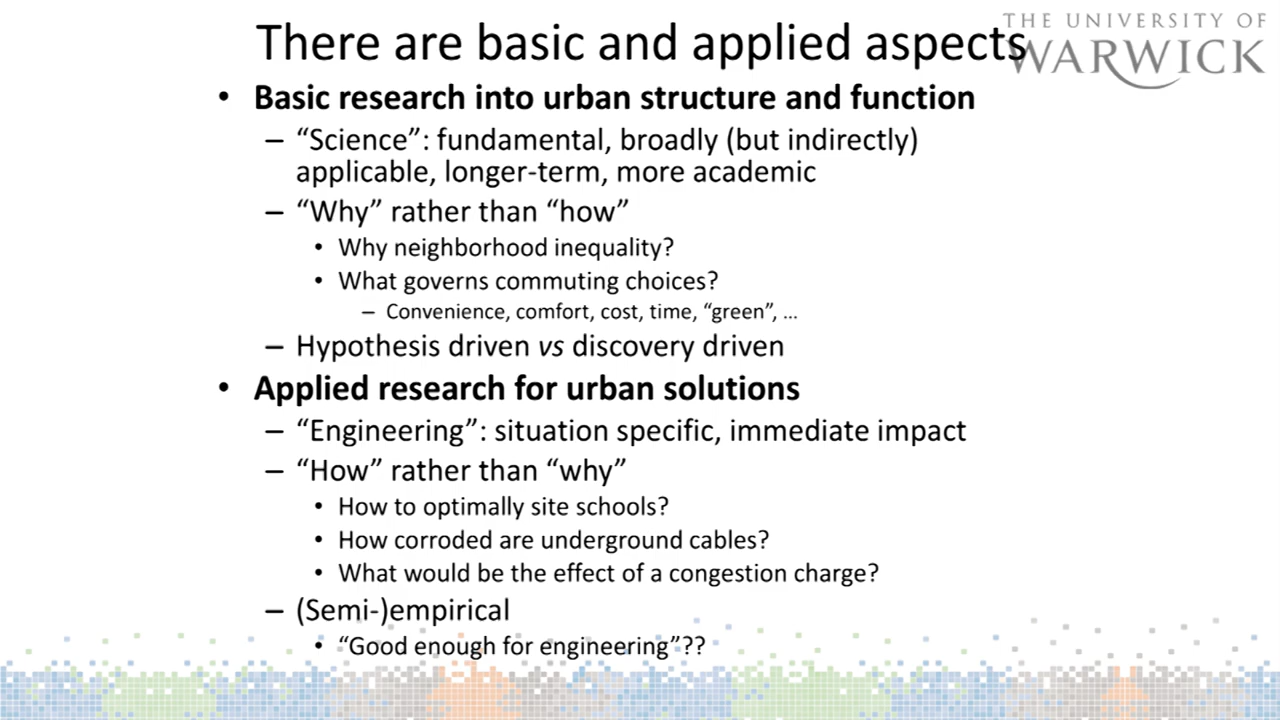 There are basic and applied aspects
THE UNIVERSITY OF
WARWICK
• Basic research into urban structure and function
– “Science”: fundamental, broadly (but indirectly)
applicable, longer-term, more academic
– “Why” rather than “how”
• Why neighborhood inequality?
• What governs commuting choices?
– Convenience, comfort, cost, time, “green”, ...
– Hypothesis driven vs discovery driven
• Applied research for urban solutions
– “Engineering”: situation specific, immediate impact
– “How” rather than “why”
• How to optimally site schools?
• How corroded are underground cables?
• What would be the effect of a congestion charge?
– (Semi-)empirical
• “Good enough for engineering”??